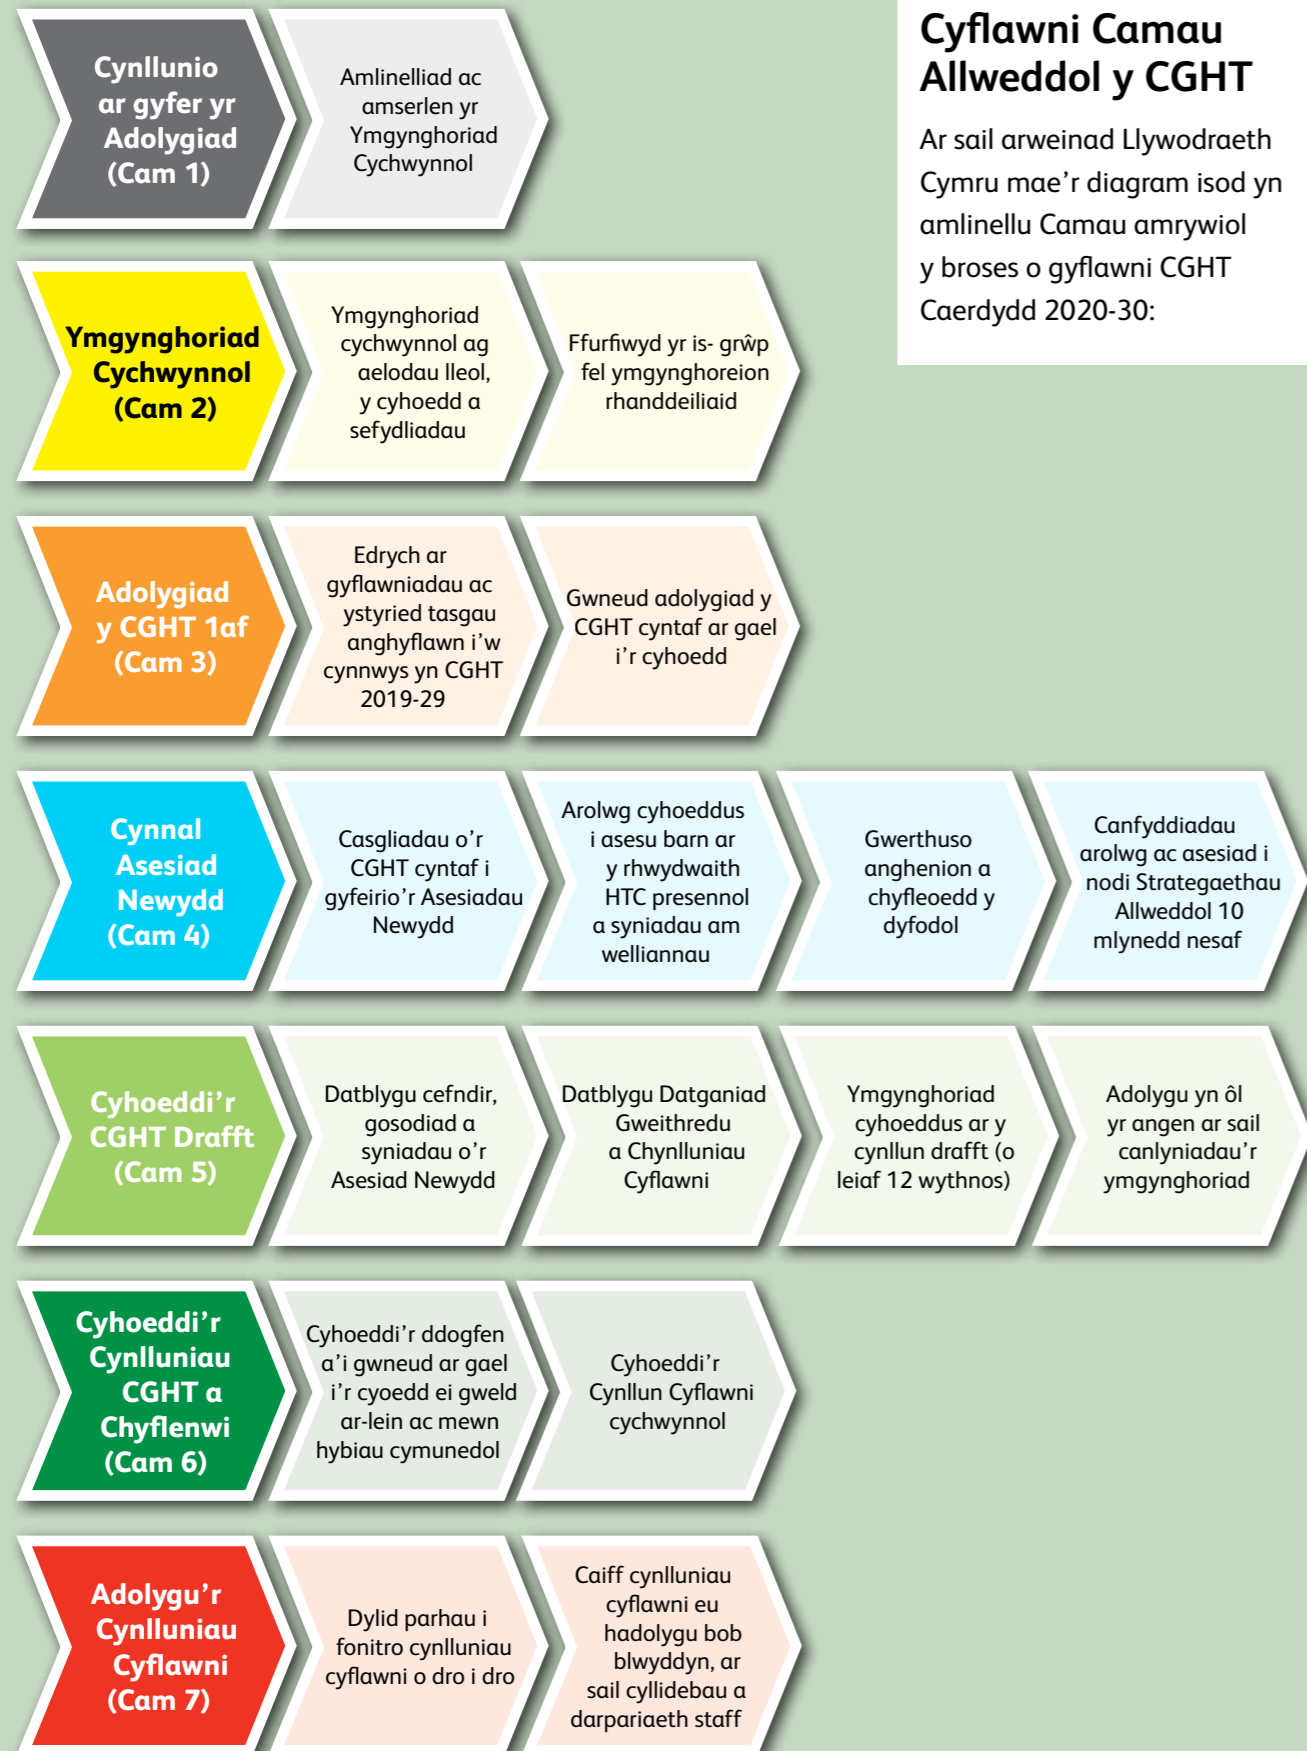 Cyflawni Camau
Allweddol y CGHT
Ar sail arweinad Llywodraeth
Cymru mae'r diagram isod yn
amlinellu Camau amrywiol
y broses o gyflawni CGHT
Caerdydd 2020-30:
Cynllunio
ar gyfer yr
Adolygiad
(Cam 1)
Amlinelliad ac
amserlen yr
Ymgynghoriad
Cychwynnol
Ymgynghoriad
Cychwynnol
(Cam 2)
Ymgynghoriad
cychwynnol ag
aelodau lleol,
y cyhoedd a
sefydliadau
Ffurfiwyd yr is- grŵp
fel ymgynghoreion
rhanddeiliaid
Adolygiad
y CGHT 1af
(Cam 3)
Edrych ar
gyflawniadau ac
ystyried tasgau
anghyflawn i'w
cynnwys yn CGHT
2019-29
Gwneud adolygiad y
CGHT cyntaf ar gael
i'r cyhoedd
Cynnal
Asesiad
Newydd
(Cam 4)
Casgliadau o'r
CGHT cyntaf i
gyfeirio'r Asesiadau
Newydd
Arolwg cyhoeddus
i asesu barn ar
y rhwydwaith
HTC presennol
a syniadau am
welliannau
Gwerthuso
anghenion a
chyfleoedd y
dyfodol
Canfyddiadau
arolwg ac asesiad i
nodi Strategaethau
Allweddol 10
mlynedd nesaf
Cyhoeddi'r
CGHT Drafft
(Cam 5)
Datblygu cefndir,
gosodiad a
syniadau o'r
Asesiad Newydd
Datblygu Datganiad
Gweithredu
a Chynlluniau
Cyflawni
Ymgynghoriad
cyhoeddus ar y
cynllun drafft (o
leiaf 12 wythnos)
Adolygu yn ôl
yr angen ar sail
canlyniadau'r
ymgynghoriad
Cyhoeddi'r
Cynlluniau
CGHT a
Chyflenwi
(Cam 6)
Cyhoeddi'r ddogfen
a'i gwneud ar gael
i'r cyoedd ei gweld
ar-lein ac mewn
hybiau cymunedol
Cyhoeddi'r
Cynllun Cyflawni
cychwynnol
Adolygu'r
Cynlluniau
Cyflawni
(Cam 7)
Dylid parhau i
fonitro cynlluniau
cyflawni o dro i dro
Caiff cynlluniau
cyflawni eu
hadolygu bob
blwyddyn, ar
sail cyllidebau a
darpariaeth staff